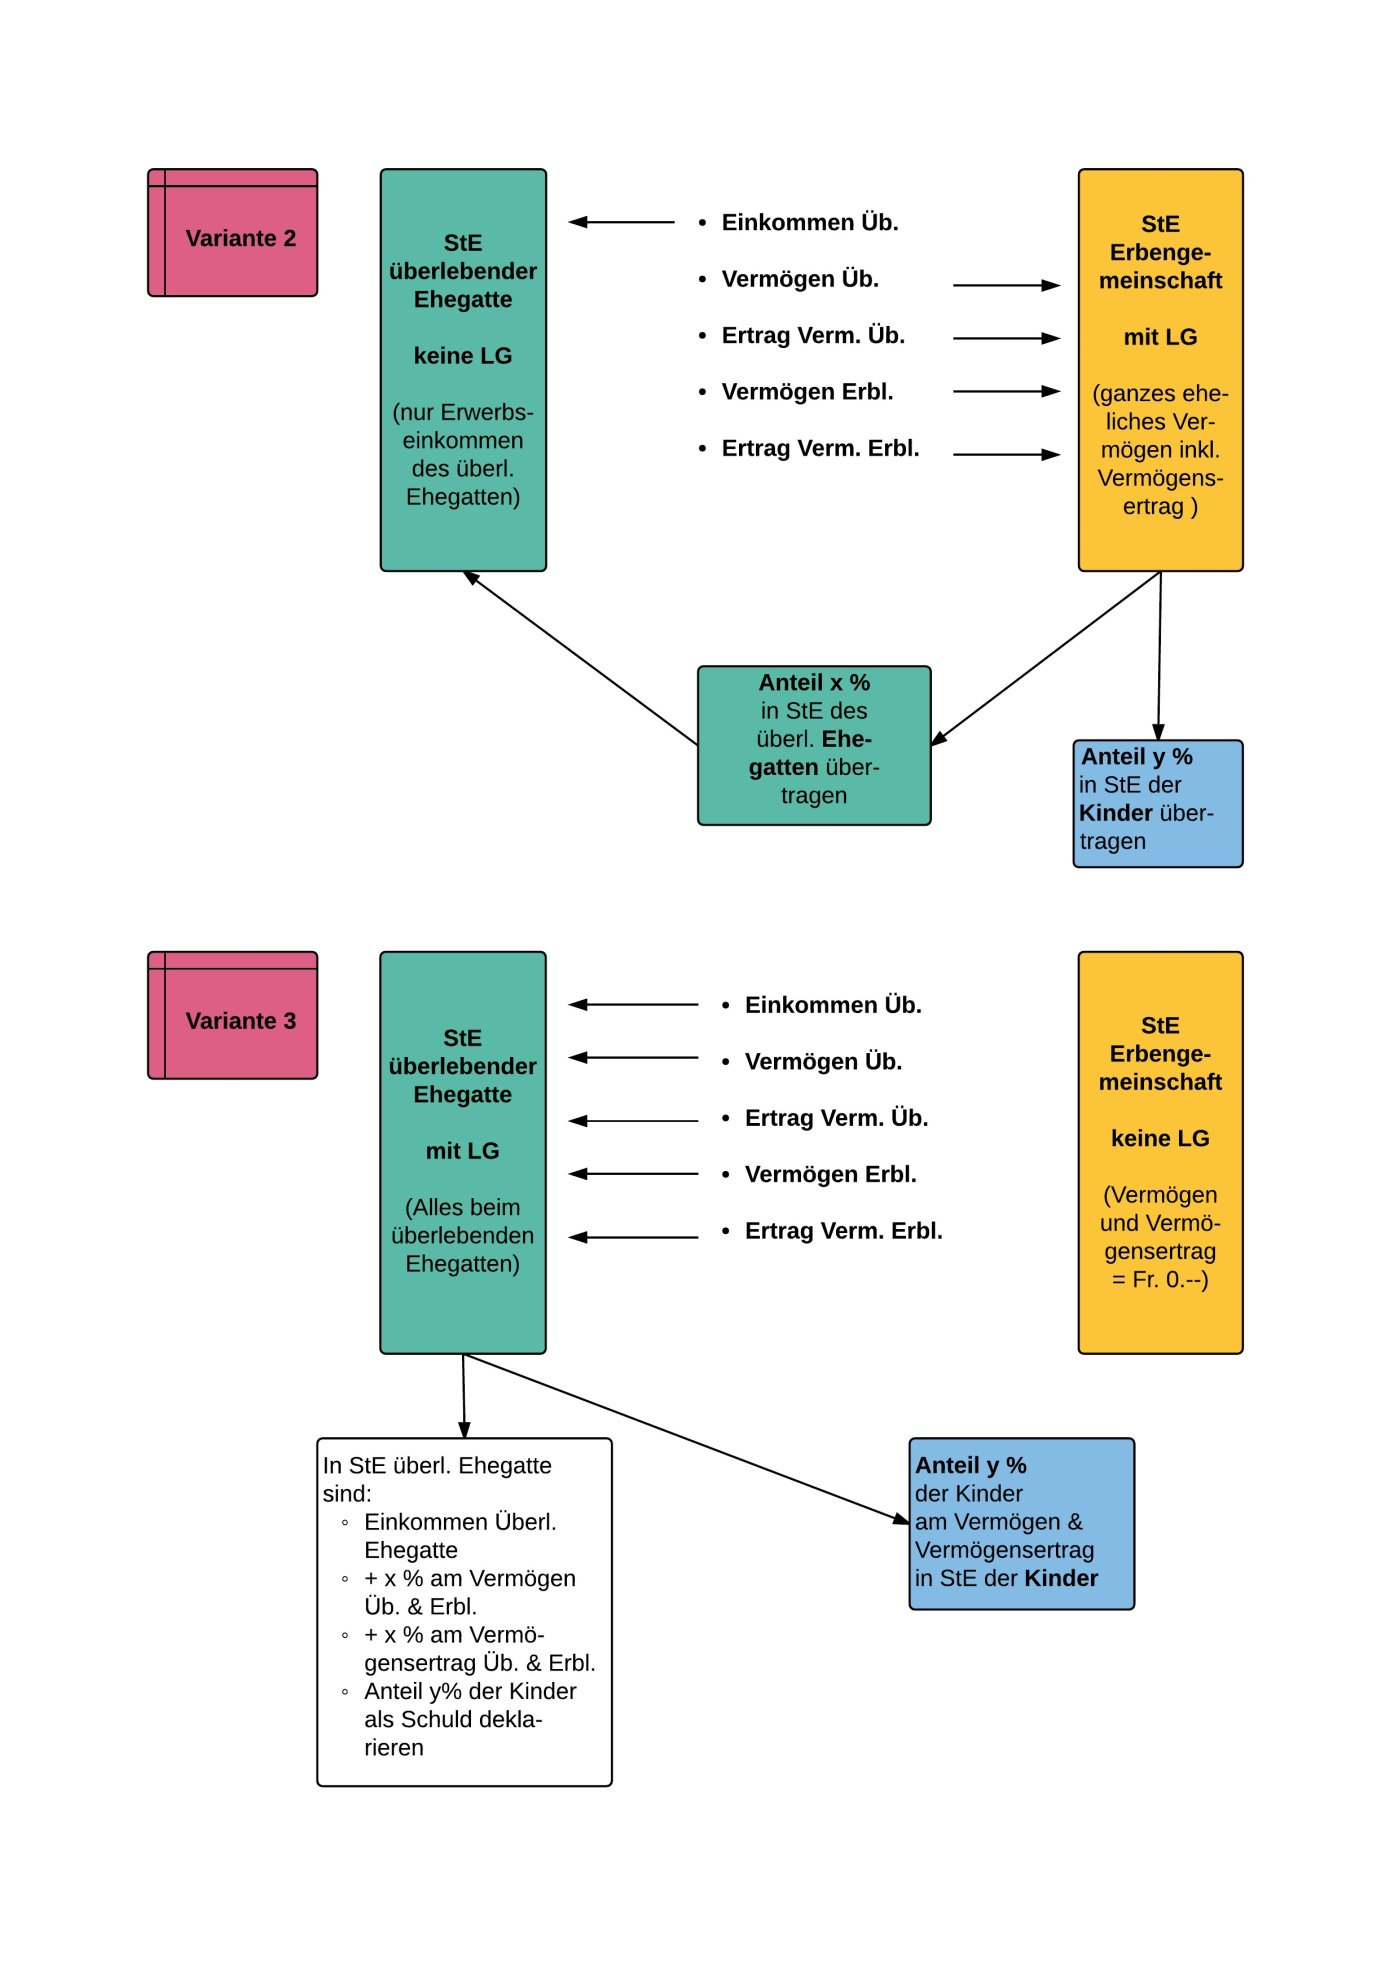 Variante 2
StE
überlebender
Ehegatte
keine LG
(nur Erwerbs-
einkommen
des überl.
Ehegatten)
• Einkommen Üb.
• Vermögen Üb.
• Ertrag Verm. Üb.
• Vermögen Erbl.
• Ertrag Verm. Erbl.
StE
Erbenge-
meinschaft
mit LG
(ganzes ehe-
liches Ver-
mögen inkl.
Vermögens-
ertrag )
Anteil x %
in StE des
überl. Ehe-
gatten über-
tragen
Anteil y %
in StE der
Kinder über-
tragen
Variante 3
StE
überlebender
Ehegatte
mit LG
(Alles beim
überlebenden
Ehegatten)
• Einkommen Üb.
• Vermögen Üb.
• Ertrag Verm. Üb.
• Vermögen Erbl.
• Ertrag Verm. Erbl.
StE
Erbenge-
meinschaft
keine LG
(Vermögen
und Vermö-
gensertrag
= Fr. 0.--)
In StE überl. Ehegatte
sind:
◦ Einkommen Überl.
Ehegatte
◦ + x % am Vermögen
Üb. & Erbl.
◦ + x % am Vermö-
gensertrag Üb. & Erbl.
◦ Anteil y% der Kinder
als Schuld dekla-
rieren
Anteil y %
der Kinder
am Vermögen &
Vermögensertrag
in StE der Kinder